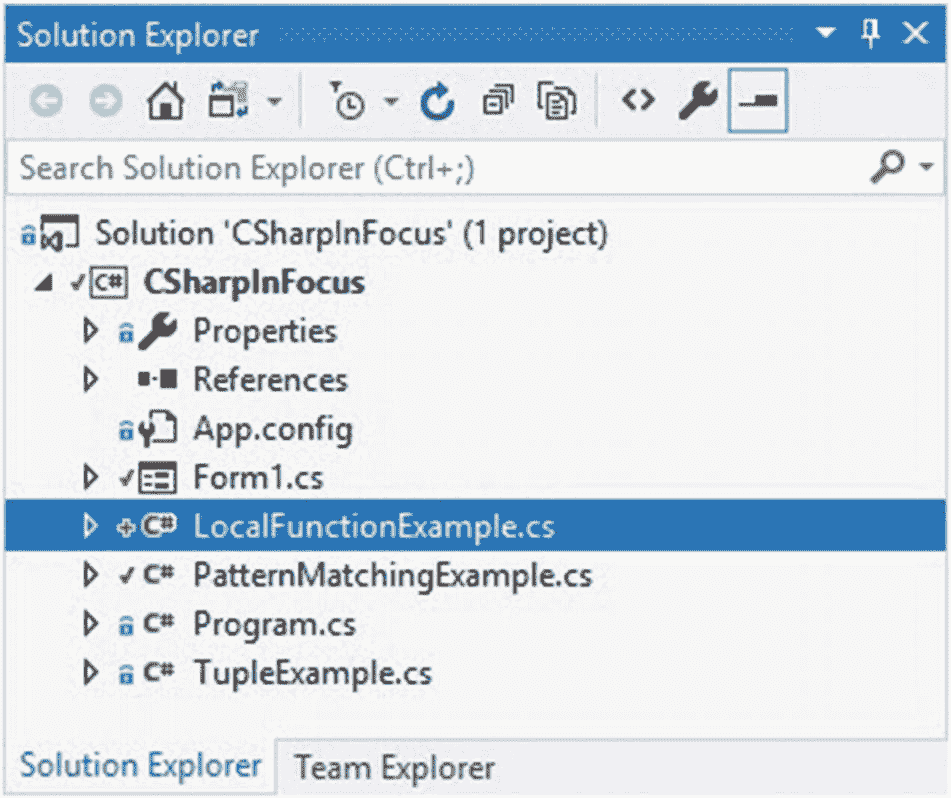 Solution Explorer
Search Solution Explorer (Ctrl+;)
Solution 'CSharpInFocus' (1 project)
C# CSharpInFocus
Properties
References
App.config
Form1.cs
C# LocalFunctionExample.cs
C# PatternMatchingExample.cs
C# Program.cs
C# TupleExample.cs
Solution Explorer Team Explorer